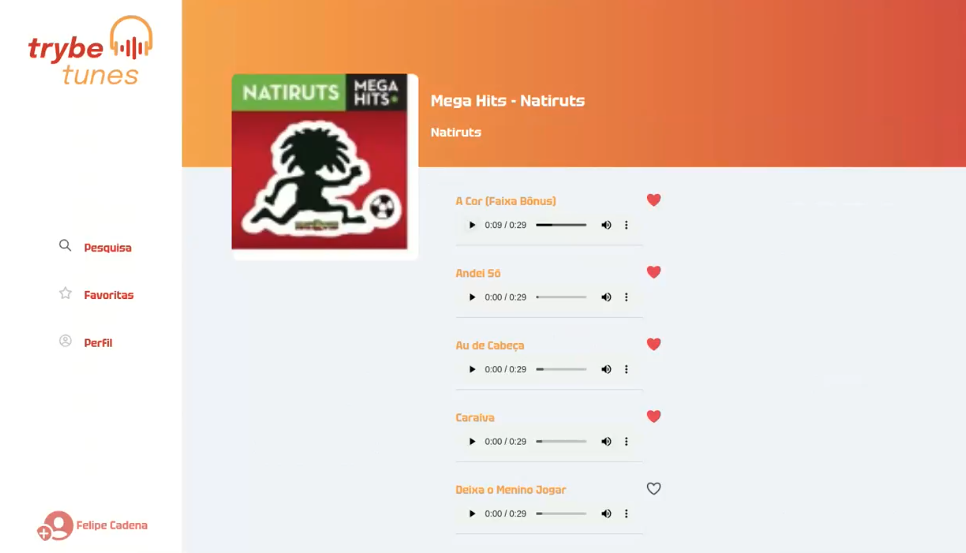 trybe
tunes
Pesquisa
Favoritas
Perfil
Felipe Cadena
NATIRUTS
MEGA
HITS
Mega Hits - Natiruts
Natiruts
A Cor (Faixa Bônus)
0:09 / 0:29
Andei Só
0:00 / 0:29
Au de Cabeça
0:00 / 0:29
Caraíva
0:00 / 0:29
Deixa o Menino Jogar
0:00 / 0:29